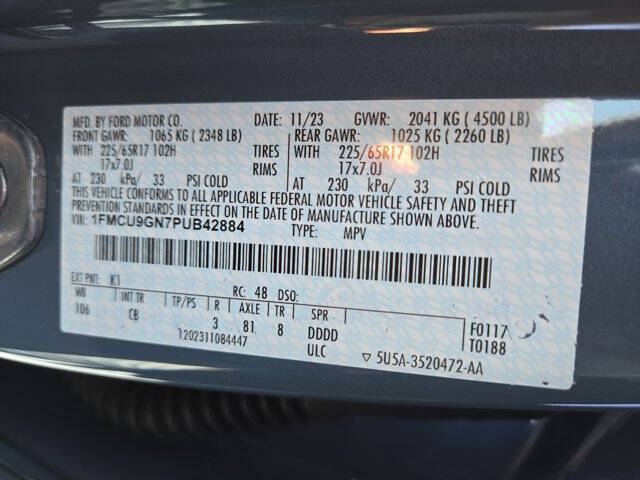 MFD. BY FORD MOTOR CO. DATE: 11/23 GVWR: 2041 KG ( 4500 LB)
FRONT GAWR: 1065 KG ( 2348 LB) REAR GAWR: 1025 KG ( 2260 LB)
WITH 225/65R17 102H TIRES WITH 225/65R17 102H TIRES
17x7.0J RIMS 17x7.0J RIMS
AT 230 kPa/ 33 PSI COLD AT 230 kPa/ 33 PSI COLD
THIS VEHICLE CONFORMS TO ALL APPLICABLE FEDERAL MOTOR VEHICLE SAFETY AND THEFT
PREVENTION STANDARDS IN EFFECT ON THE DATE OF MANUFACTURE SHOWN ABOVE.
VIN: 1FMCU9GN7PUB42884 TYPE: MPV
EXT PNT: K1 RC: 48 DSO:
WB INT TR TP/PS R AXLE TR SPR
106 CB 3 81 8 DDDD F0117
1202311084447 ULC T0188
▽ 5U5A-3520472-AA